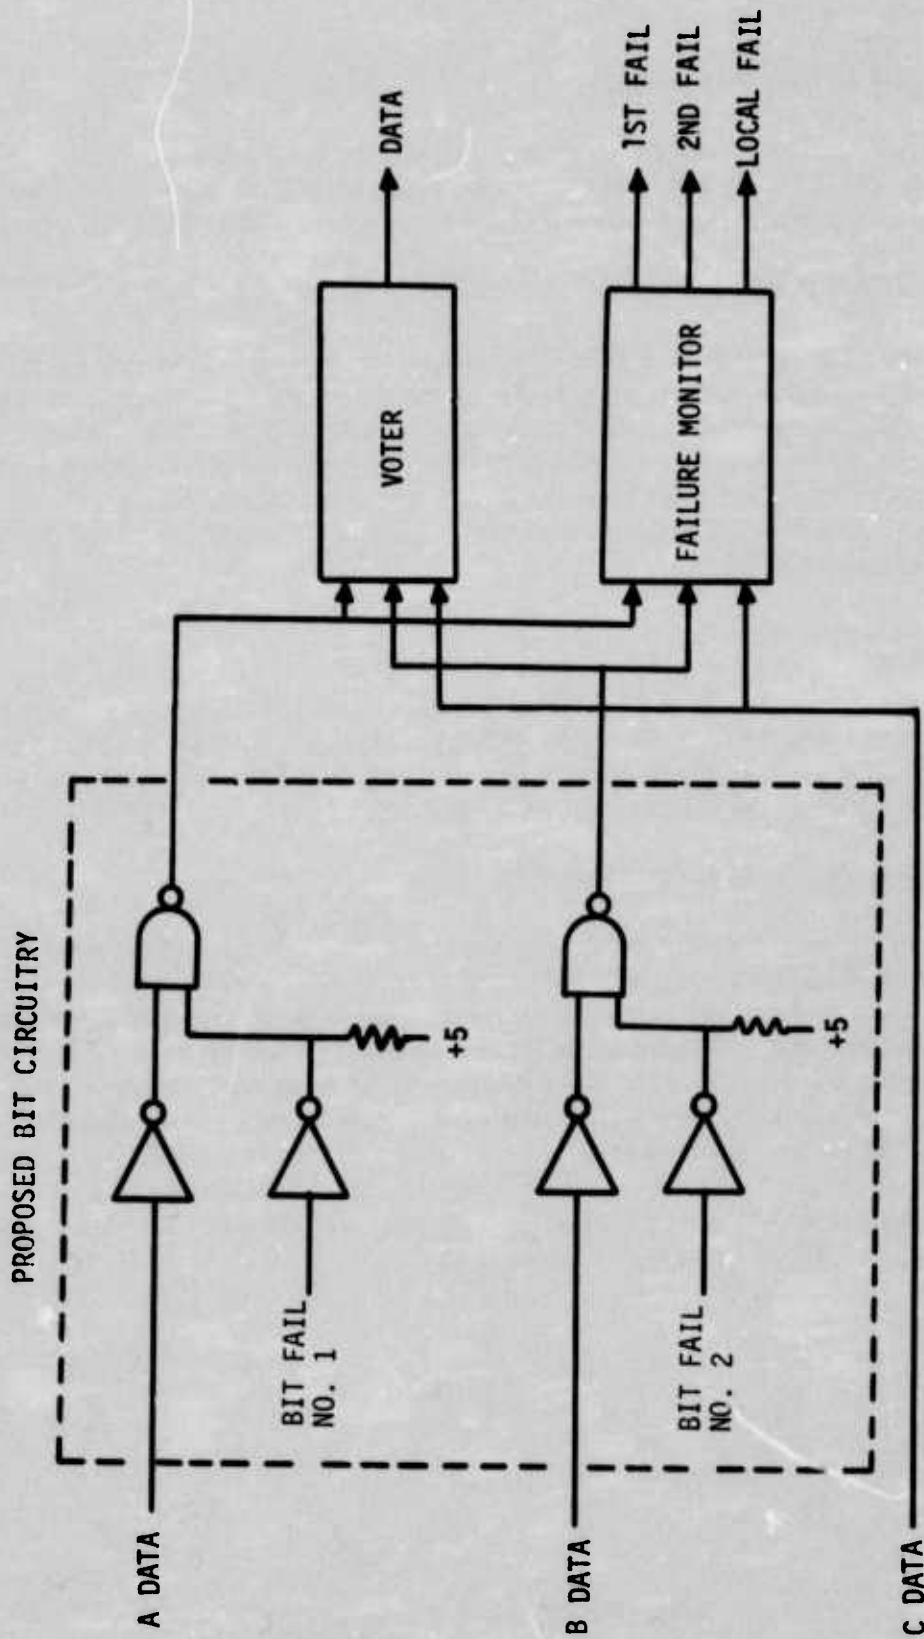 PROPOSED BIT CIRCUITRY
A DATA
BIT FAIL
NO. 1
+5
B DATA
BIT FAIL
NO. 2
+5
C DATA
VOTER
DATA
FAILURE MONITOR
1ST FAIL
2ND FAIL
LOCAL FAIL